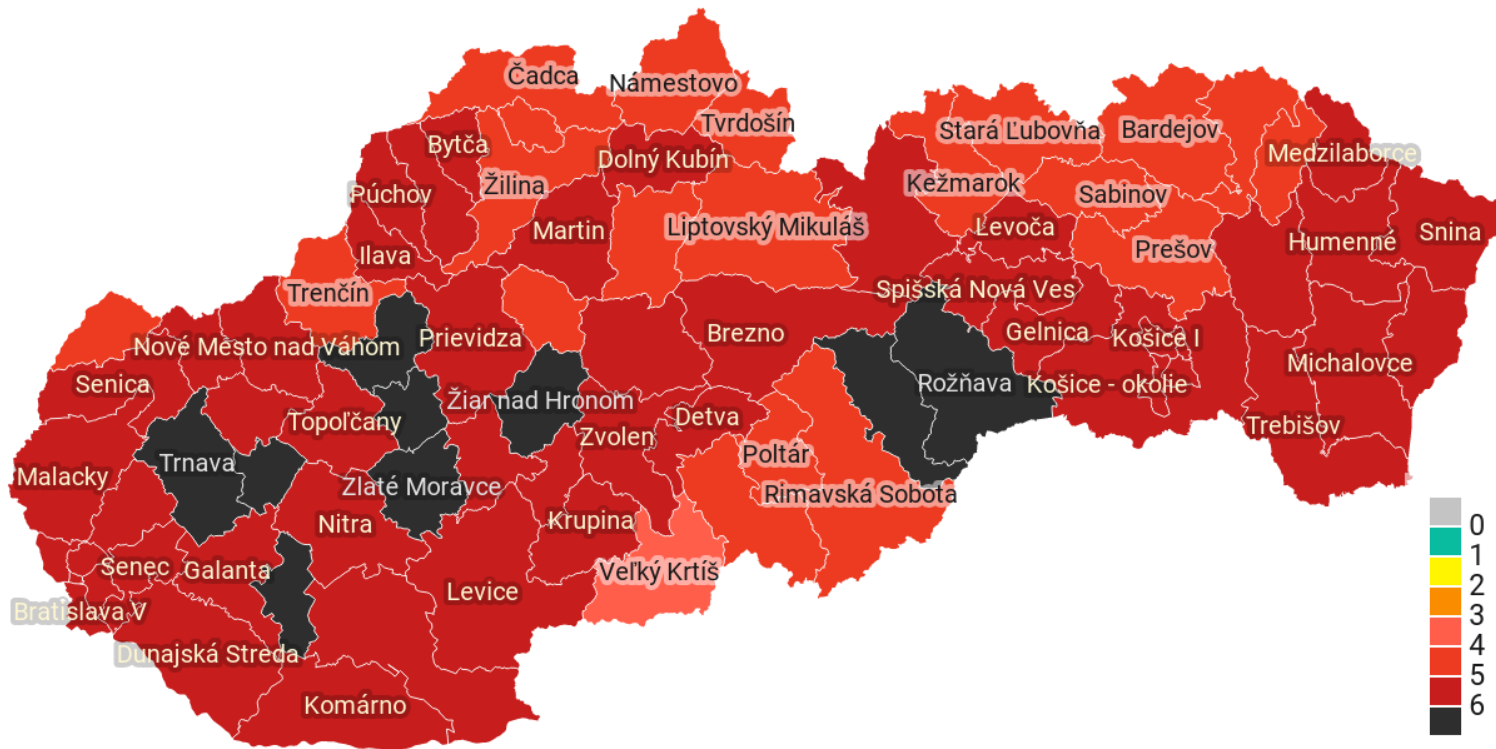 Čadca
Námestovo
Tvrdošín
Stará Ľubovňa
Bardejov
Bytča
Dolný Kubín
Medzilaborce
Púchov
Žilina
Kežmarok
Sabinov
Martin
Liptovský Mikuláš
Levoča
Ilava
Prešov
Humenné
Snina
Trenčín
Spišská Nová Ves
Nové Mesto nad Váhom
Prievidza
Brezno
Gelnica
Košice I
Senica
Rožňava
Košice - okolie
Michalovce
Žiar nad Hronom
Topoľčany
Detva
Zvolen
Trebišov
Trnava
Poltár
Malacky
Zlaté Moravce
Rimavská Sobota
Nitra
Krupina
Senec
Galanta
Veľký Krtíš
Levice
Bratislava V
Dunajská Streda
Komárno
0
1
2
3
4
5
6